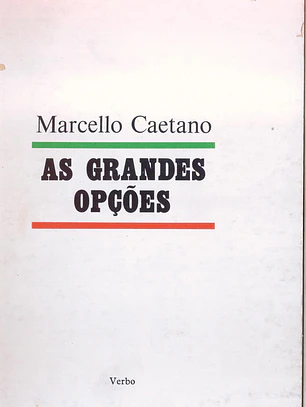 Marcello Caetano
AS GRANDES
OPÇÕES
Verbo